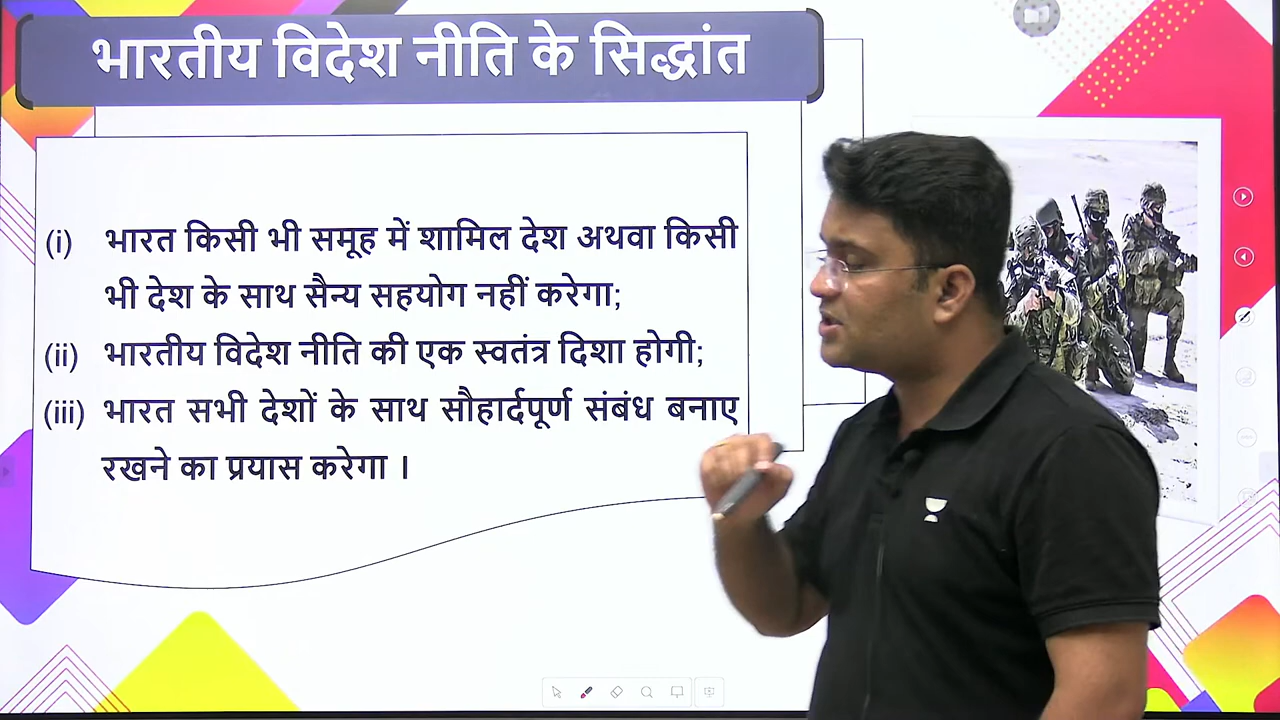 भारतीय विदेश नीति के सिद्धांत
(i) भारत किसी भी समूह में शामिल देश अथवा किसी
भी देश के साथ सैन्य सहयोग नहीं करेगा;
(ii) भारतीय विदेश नीति की एक स्वतंत्र दिशा होगी;
(iii) भारत सभी देशों के साथ सौहार्दपूर्ण संबंध बनाए
रखने का प्रयास करेगा ।